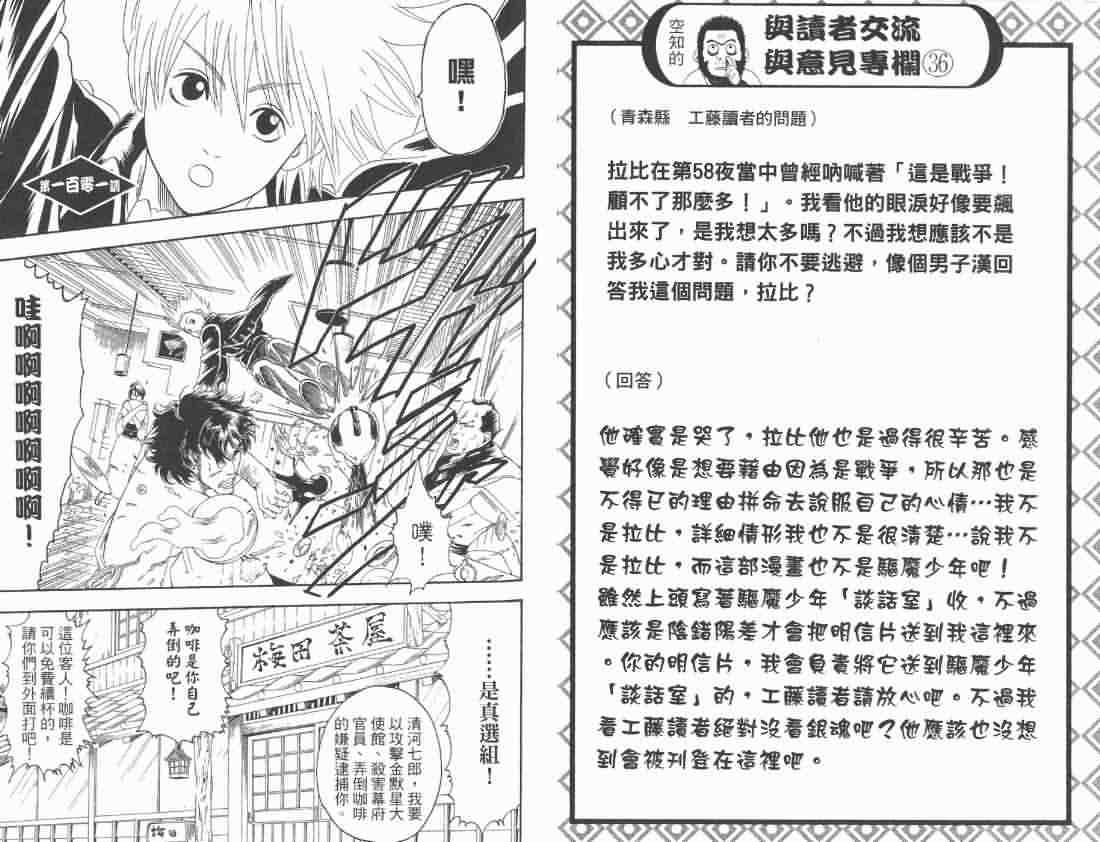 空知的
與讀者交流
與意見專欄㊱
（青森縣　工藤讀者的問題）
拉比在第58夜當中曾經吶喊著「這是戰爭！
顧不了那麼多！」。我看他的眼淚好像要飆
出來了，是我想太多嗎？不過我想應該不是
我多心才對。請你不要逃避，像個男子漢回
答我這個問題，拉比？
（回答）
他確實是哭了，拉比他也是過得很辛苦。感
覺好像是想要藉由因為是戰爭，所以那也是
不得已的理由拼命去說服自己的心情…我不
是拉比，詳細情形我也不是很清楚…說我不
是拉比，而這部漫畫也不是驅魔少年吧！
雖然上頭寫著驅魔少年「談話室」收，不過
應該是陰錯陽差才會把明信片送到我這裡來
。你的明信片，我會負責將它送到驅魔少年
「談話室」的，工藤讀者請放心吧。不過我
看工藤讀者絕對沒看銀魂吧？他應該也沒想
到會被刊登在這裡吧。
嘿！
第一百零一訓
哇啊啊啊啊啊啊啊！
噗！
……是真選組！
清河七郎，我要
以攻擊金默星大
使館、殺害幕府
官員、弄倒咖啡
的嫌疑逮捕你。
梅田茶屋
咖啡是你自己
弄倒的吧！
這位客人！咖啡是
可以免費續杯的，
請你們到外面打吧！